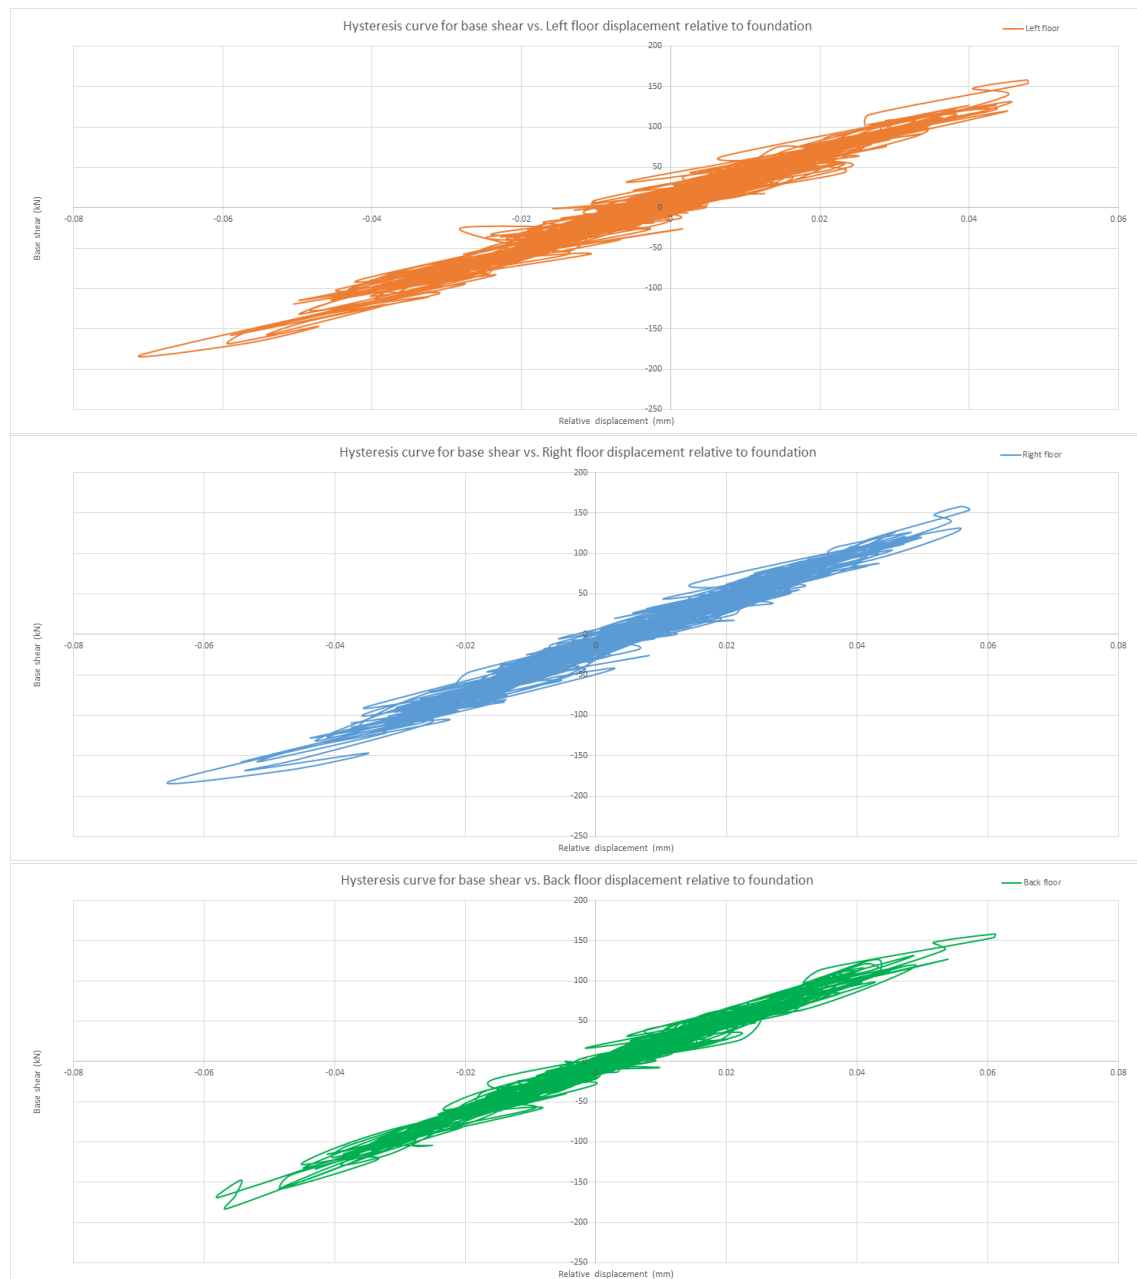 Hysteresis curve for base shear vs. Left floor displacement relative to foundation
Left floor
200
150
100
50
0
-0.08 -0.06 -0.04 -0.02 0 0.02 0.04 0.06
-50
-100
-150
-200
-250
Base shear (kN)
Relative displacement (mm)
Hysteresis curve for base shear vs. Right floor displacement relative to foundation
Right floor
200
150
100
50
0
-0.08 -0.06 -0.04 -0.02 0 0.02 0.04 0.06 0.08
-50
-100
-150
-200
-250
Base shear (kN)
Relative displacement (mm)
Hysteresis curve for base shear vs. Back floor displacement relative to foundation
Back floor
200
150
100
50
0
-0.08 -0.06 -0.04 -0.02 0 0.02 0.04 0.06 0.08
-50
-100
-150
-200
-250
Base shear (kN)
Relative displacement (mm)